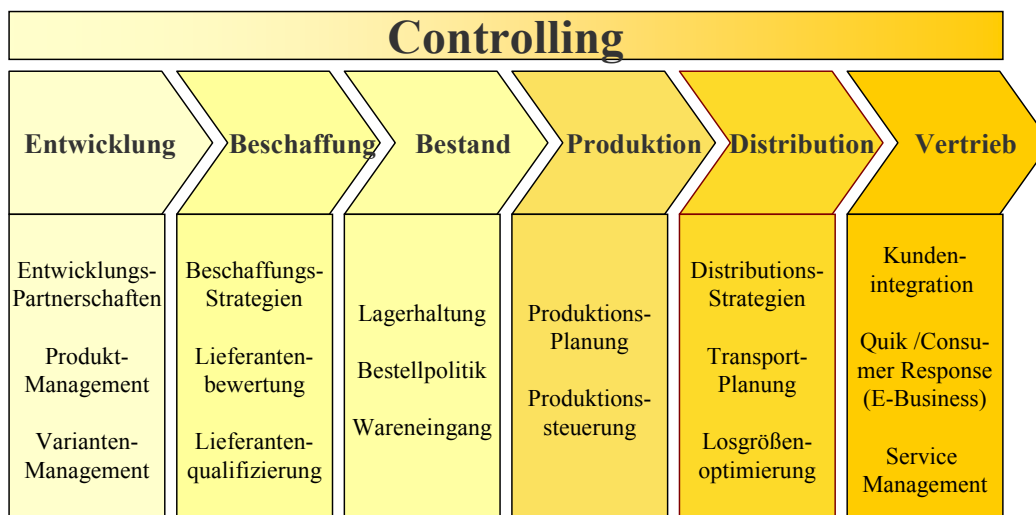 Controlling
Entwicklung
Beschaffung
Bestand
Produktion
Distribution
Vertrieb
Entwicklungs-
Partnerschaften
Produkt-
Management
Varianten-
Management
Beschaffungs-
Strategien
Lieferanten-
bewertung
Lieferanten-
qualifizierung
Lagerhaltung
Bestellpolitik
Wareneingang
Produktions-
Planung
Produktions-
steuerung
Distributions-
Strategien
Transport-
Planung
Losgrößen-
optimierung
Kunden-
integration
Quik /Consu-
mer Response
(E-Business)
Service
Management